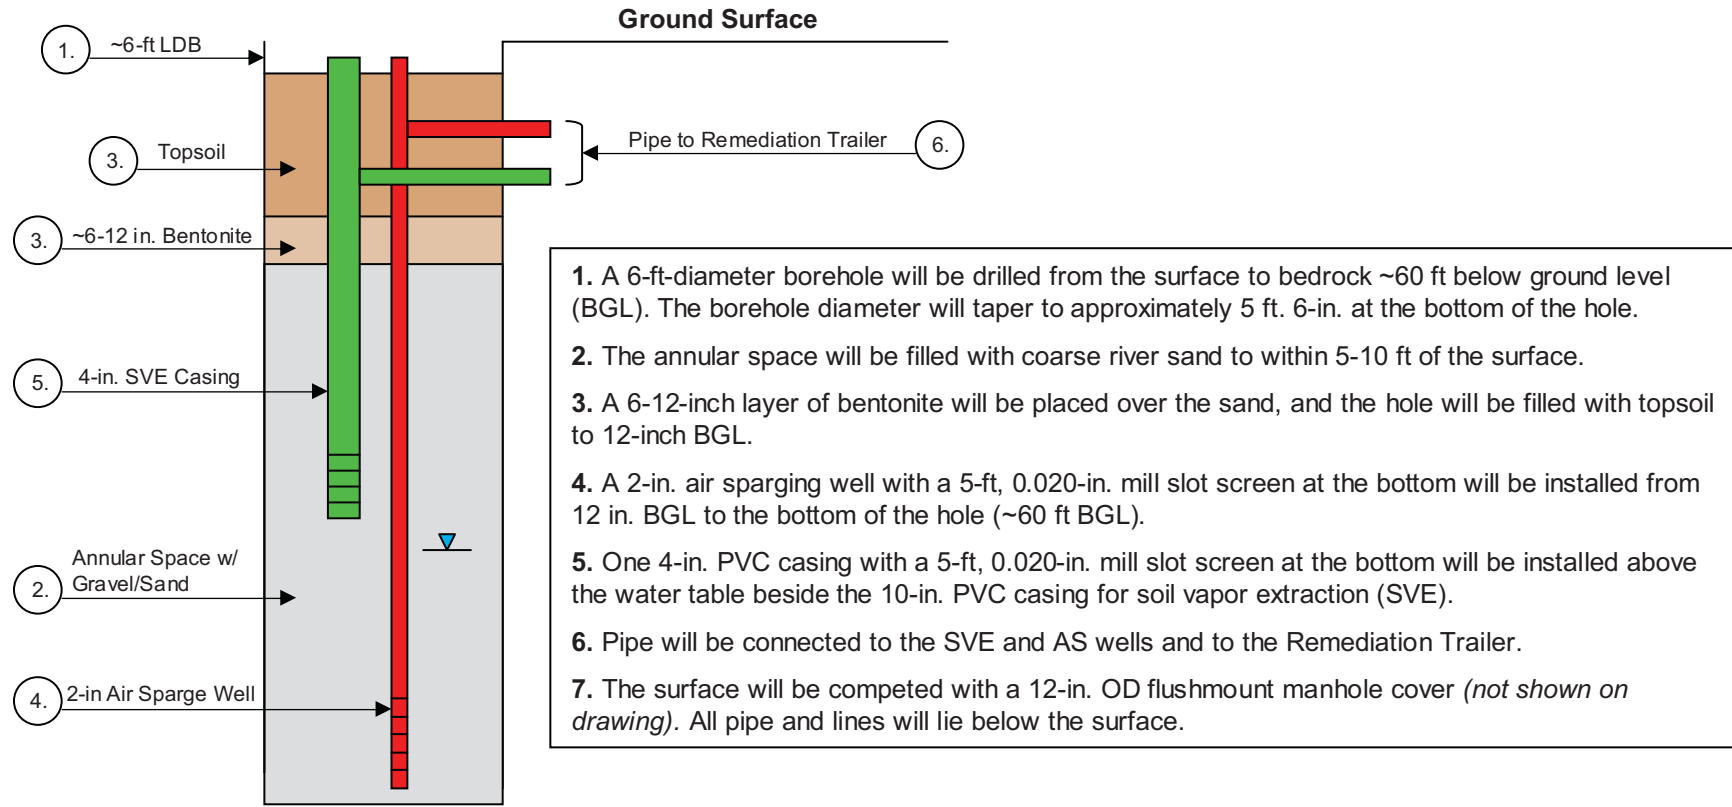 Ground Surface
1.
~6-ft LDB
3.
Topsoil
Pipe to Remediation Trailer
6.
3.
~6-12 in. Bentonite
5.
4-in. SVE Casing
2.
Annular Space w/
Gravel/Sand
4.
2-in Air Sparge Well
1. A 6-ft-diameter borehole will be drilled from the surface to bedrock ~60 ft below ground level
(BGL). The borehole diameter will taper to approximately 5 ft. 6-in. at the bottom of the hole.
2. The annular space will be filled with coarse river sand to within 5-10 ft of the surface.
3. A 6-12-inch layer of bentonite will be placed over the sand, and the hole will be filled with topsoil
to 12-inch BGL.
4. A 2-in. air sparging well with a 5-ft, 0.020-in. mill slot screen at the bottom will be installed from
12 in. BGL to the bottom of the hole (~60 ft BGL).
5. One 4-in. PVC casing with a 5-ft, 0.020-in. mill slot screen at the bottom will be installed above
the water table beside the 10-in. PVC casing for soil vapor extraction (SVE).
6. Pipe will be connected to the SVE and AS wells and to the Remediation Trailer.
7. The surface will be competed with a 12-in. OD flushmount manhole cover (not shown on
drawing). All pipe and lines will lie below the surface.